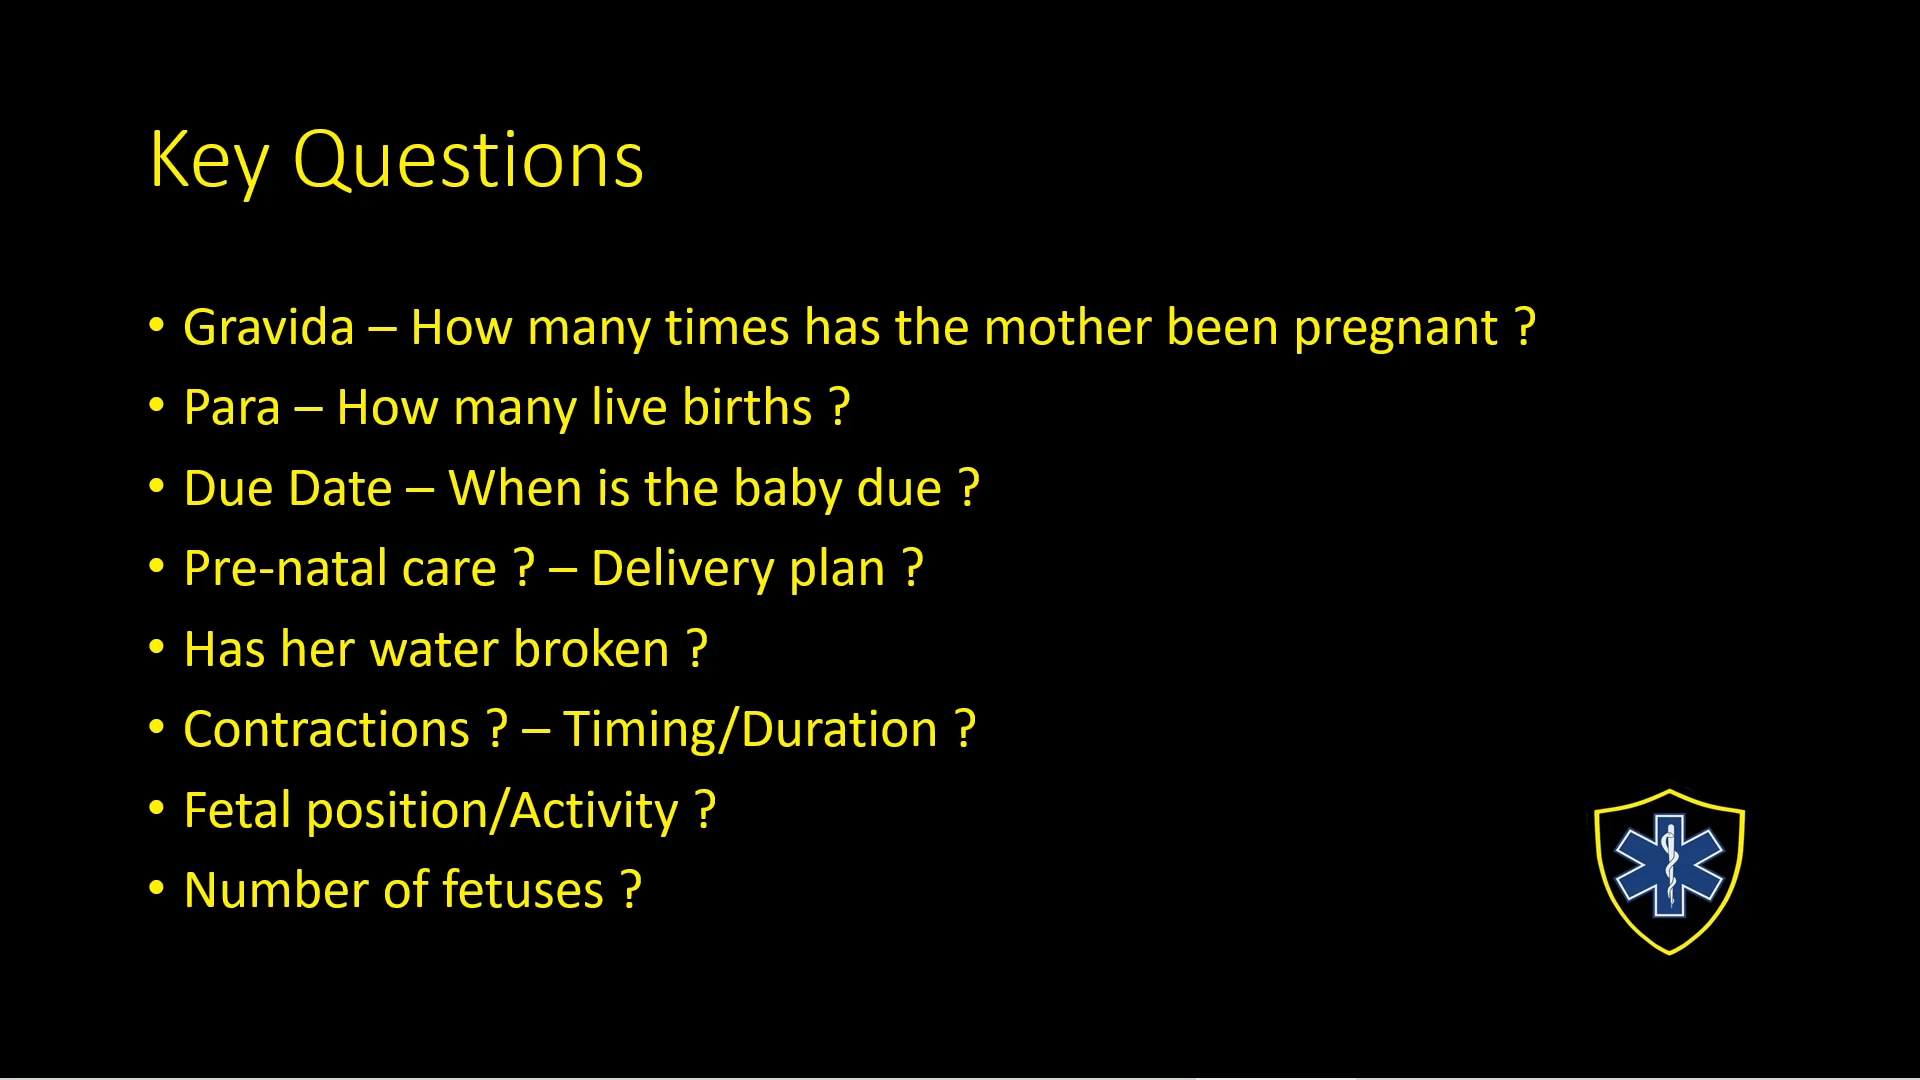 Key Questions
• Gravida – How many times has the mother been pregnant ?
• Para – How many live births ?
• Due Date – When is the baby due ?
• Pre-natal care ? – Delivery plan ?
• Has her water broken ?
• Contractions ? – Timing/Duration ?
• Fetal position/Activity ?
• Number of fetuses ?